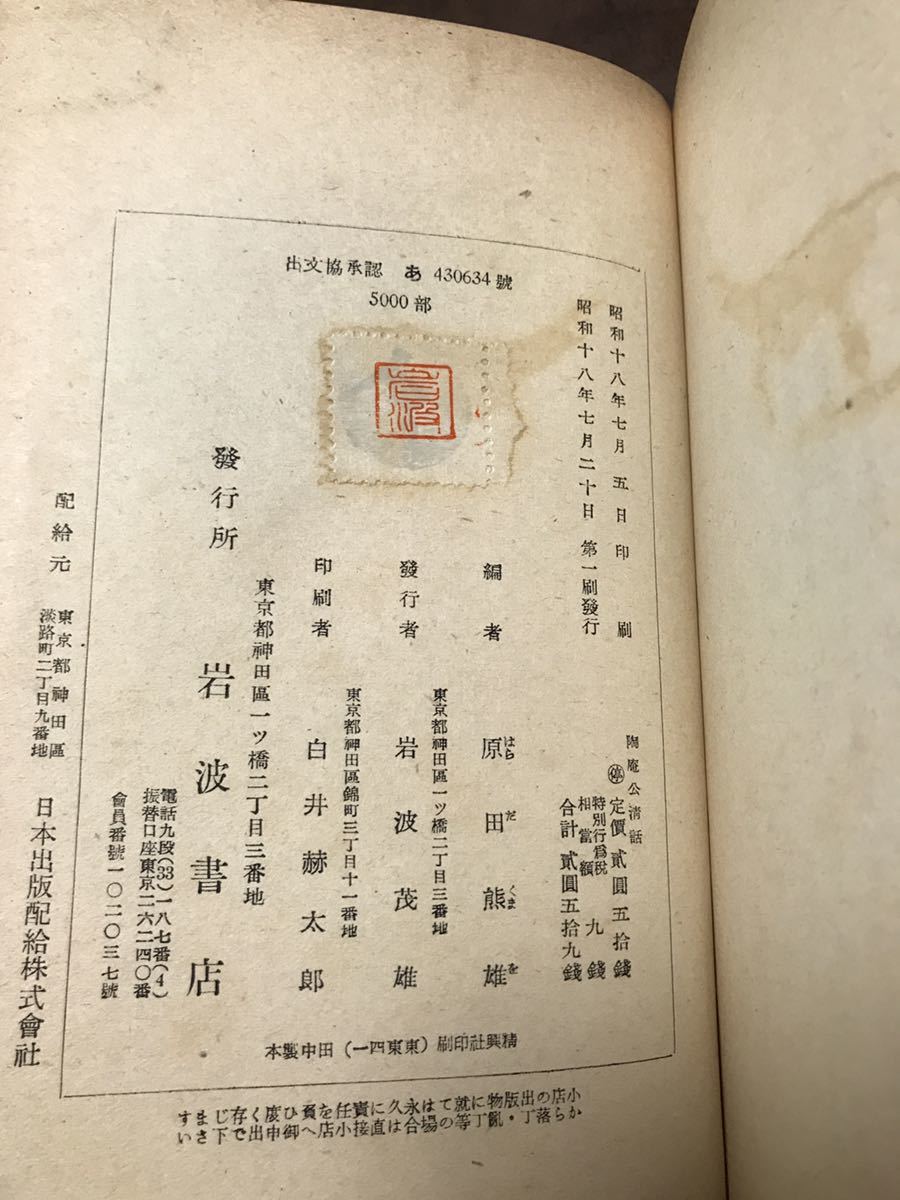 出文協承認 あ 430634 號
5000 部
岩波
昭和十八年七月 五 日 印 刷
昭和十八年七月二十日 第一刷發行
陶庵公淸話
停 定價 貳圓 五拾 錢
特別行爲税相當額 九 錢
合計 貳圓 五拾九 錢
編者 原田熊雄
はら だ くま を
東京都神田區一ツ橋二丁目三番地
發行者 岩波茂雄
東京都神田區錦町三丁目十一番地
印刷者 白井赫太郎
東京都神田區一ツ橋二丁目三番地
發行所 岩波書店
電話九段(33)一八七番(4)
振替口座東京二六二四〇番
會員番號一〇二〇三七號
本製中田（一四東東）刷印社興精
配給元 東京都神田區淡路町二丁目九番地 日本出版配給株式會社
すまじ存く度ひ負を任責に久永はて就に物版出の店小
いさ下で出申御へ店小接直は合場の等丁亂・丁落らか